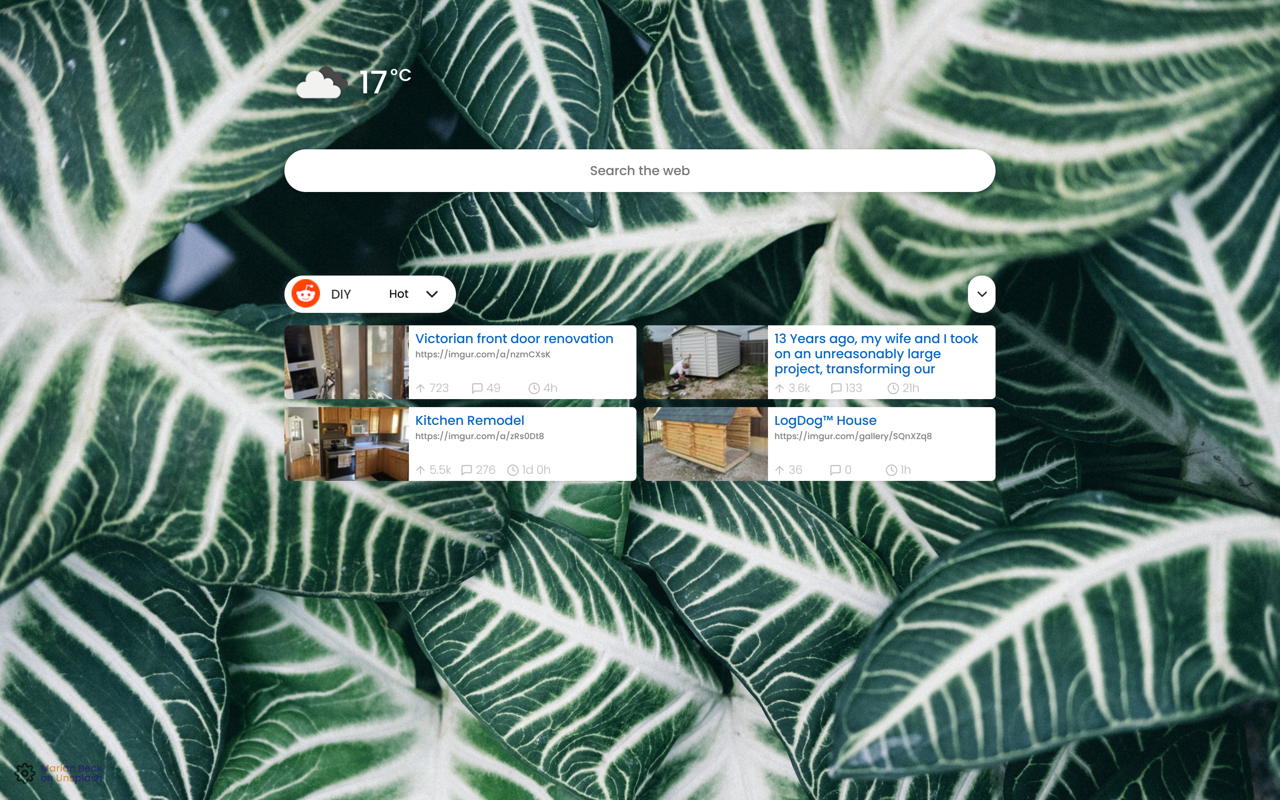 17°C
Search the web
DIY Hot
Victorian front door renovation
https://imgur.com/a/nzmCXsK
723 49 4h
13 Years ago, my wife and I took
on an unreasonably large
project, transforming our
3.6k 133 21h
Kitchen Remodel
https://imgur.com/a/zRs0Dt8
5.5k 276 1d 0h
LogDog™ House
https://imgur.com/gallery/SQnXZq8
36 0 1h
Marian Beck
on Unsplash